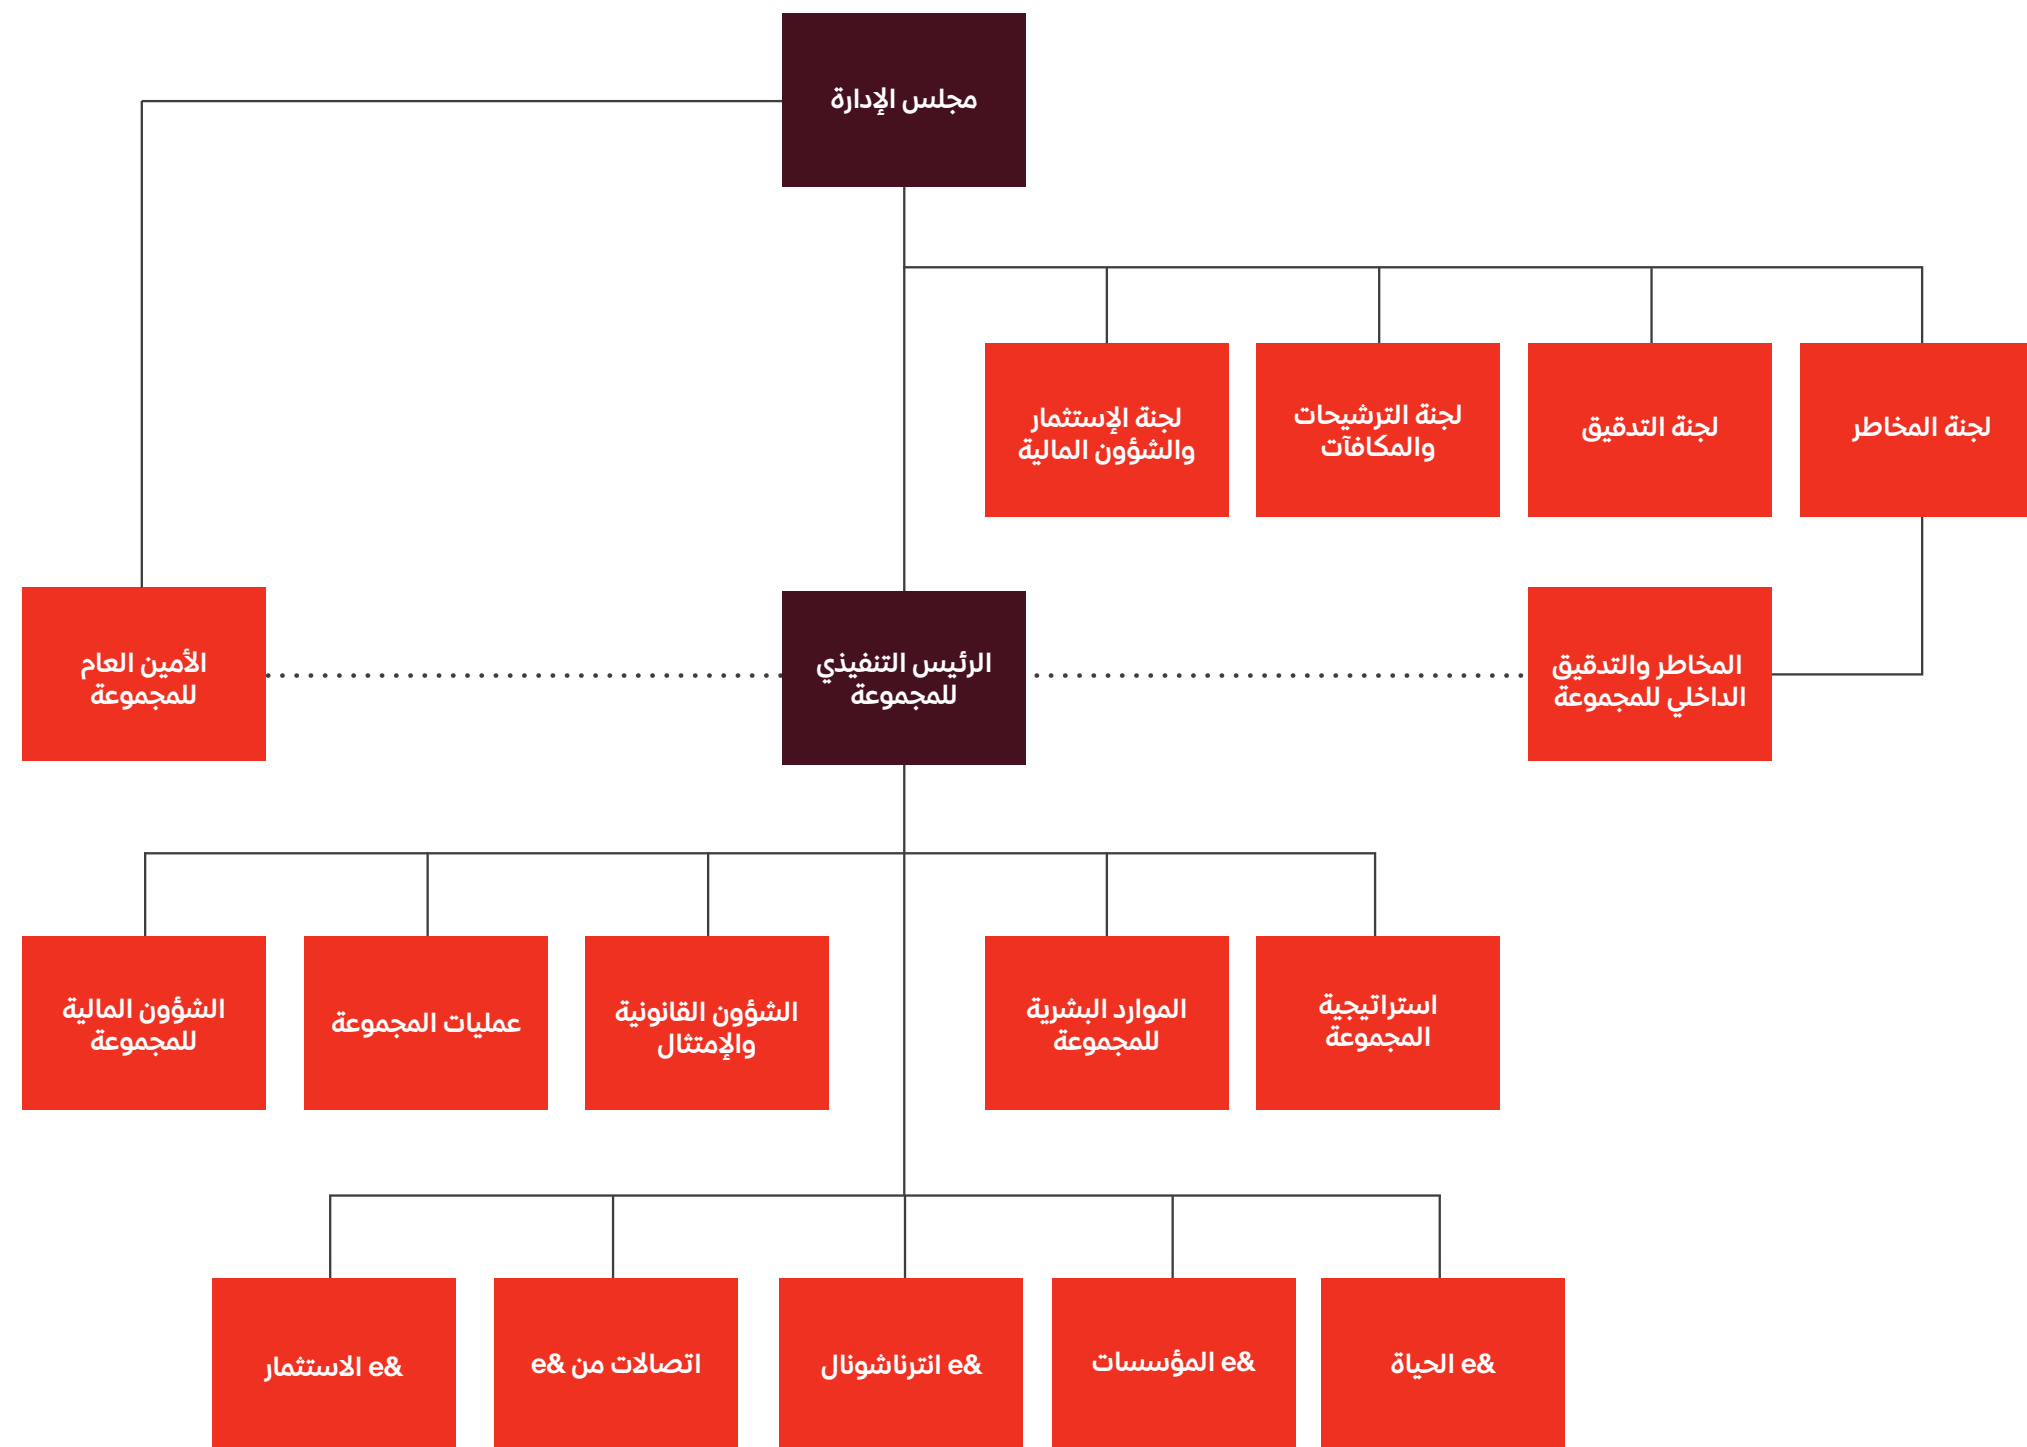 مجلس الإدارة
لجنة المخاطر
لجنة التدقيق
لجنة الترشيحات
والمكافآت
لجنة الإستثمار
والشؤون المالية
المخاطر والتدقيق
الداخلي للمجموعة
الرئيس التنفيذي
للمجموعة
الأمين العام
للمجموعة
استراتيجية
المجموعة
الموارد البشرية
للمجموعة
الشؤون القانونية
والإمتثال
عمليات المجموعة
الشؤون المالية
للمجموعة
e& الحياة
e& المؤسسات
e& انترناشونال
اتصالات من e&
e& الاستثمار